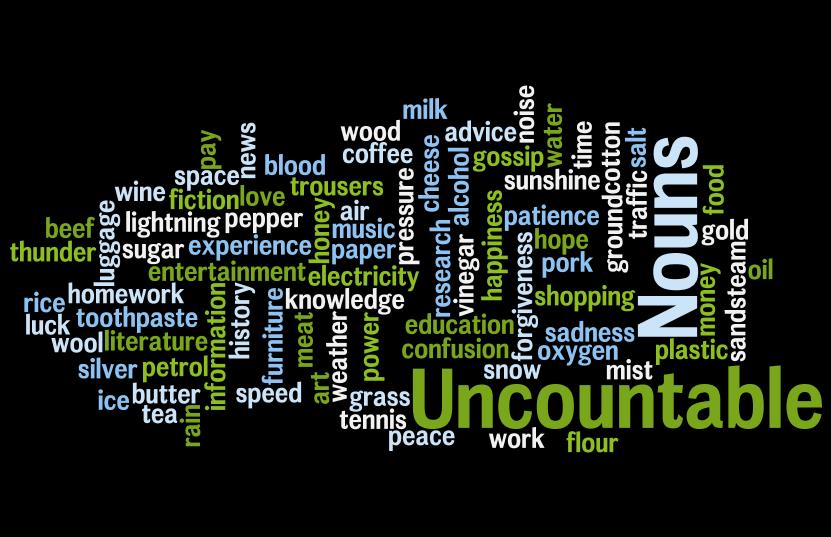 milk
noise
water
pay
news
wood
advice
time
cotton
salt
coffee
cheese
alcohol
gossip
space
blood
sunshine
traffic
Nouns
wine
fiction
love
trousers
pressure
food
luggage
lightning
pepper
honey
air
music
happiness
patience
ground
gold
beef
thunder
sugar
experience
paper
research
vinegar
forgiveness
hope
pork
entertainment
electricity
oil
money
sand
steam
rice
homework
information
history
furniture
knowledge
shopping
luck
toothpaste
meat
weather
power
education
sadness
wool
literature
confusion
oxygen
plastic
silver
petrol
snow
mist
ice
butter
speed
art
grass
Uncountable
tea
rain
tennis
peace
work
flour